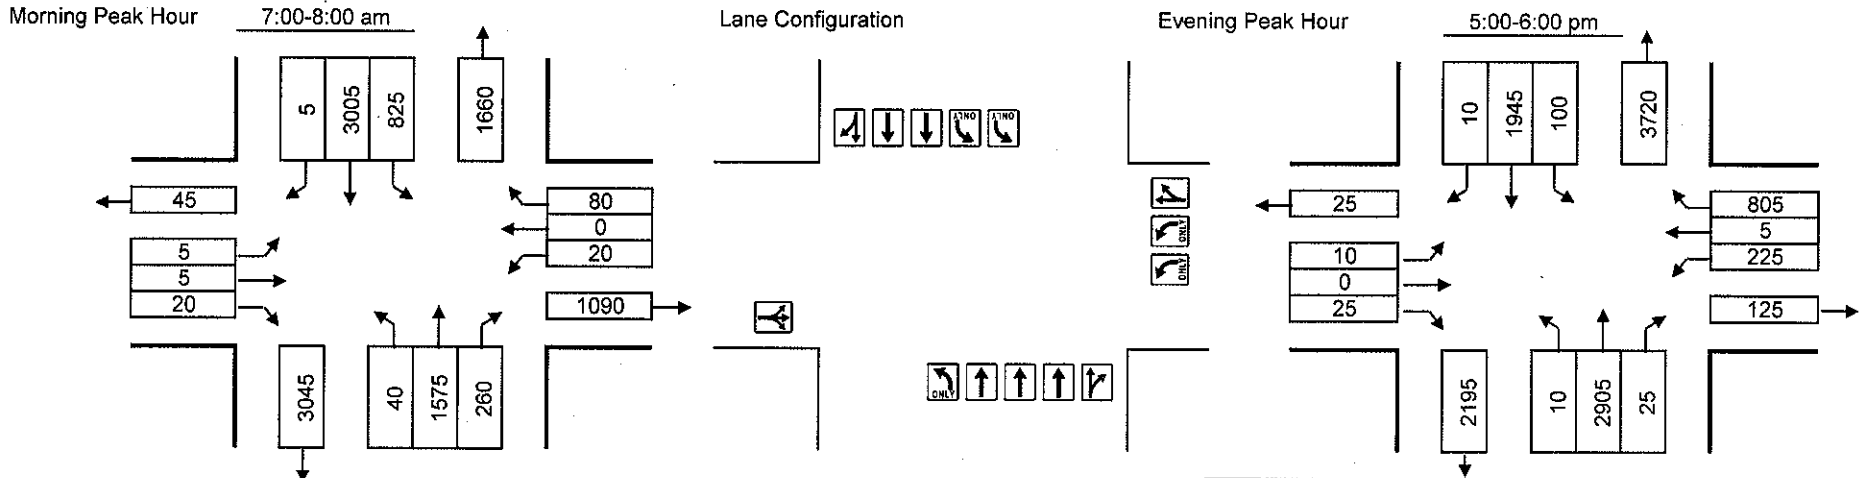 Morning Peak Hour 7:00-8:00 am
5 3005 825
1660
45
5
5
20
80
0
20
1090
3045
40 1575 260
Lane Configuration
ONLY ONLY
ONLY
ONLY
ONLY
Evening Peak Hour 5:00-6:00 pm
10 1945 100
3720
25
10
0
25
805
5
225
125
2195
10 2905 25